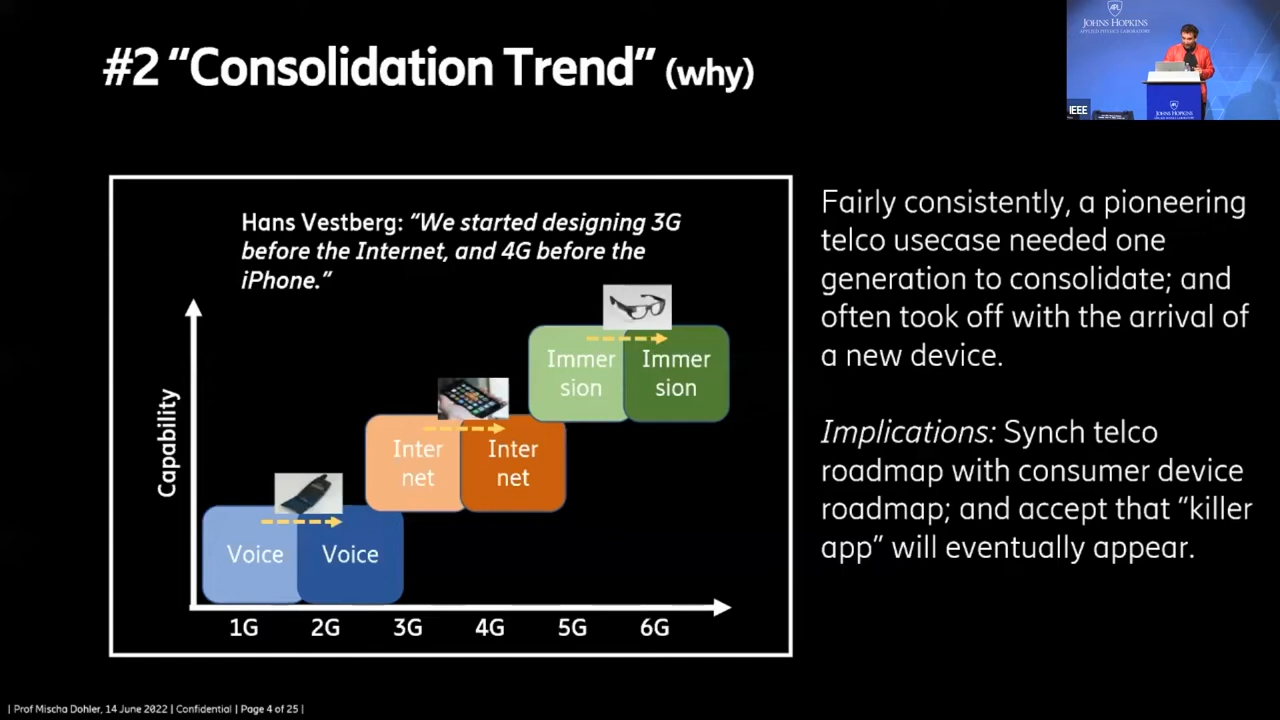 #2 “Consolidation Trend” (why)
JOHNS HOPKINS
APPLIED PHYSICS LABORATORY
IEEE
JOHNS HOPKINS
Hans Vestberg: “We started designing 3G
before the Internet, and 4G before the
iPhone.”
Capability
Immer
sion
Immer
sion
Inter
net
Inter
net
Voice
Voice
1G 2G 3G 4G 5G 6G
Fairly consistently, a pioneering
telco usecase needed one
generation to consolidate; and
often took off with the arrival of
a new device.
Implications: Synch telco
roadmap with consumer device
roadmap; and accept that “killer
app” will eventually appear.
| Prof Mischa Dohler, 14 June 2022 | Confidential | Page 4 of 25 |